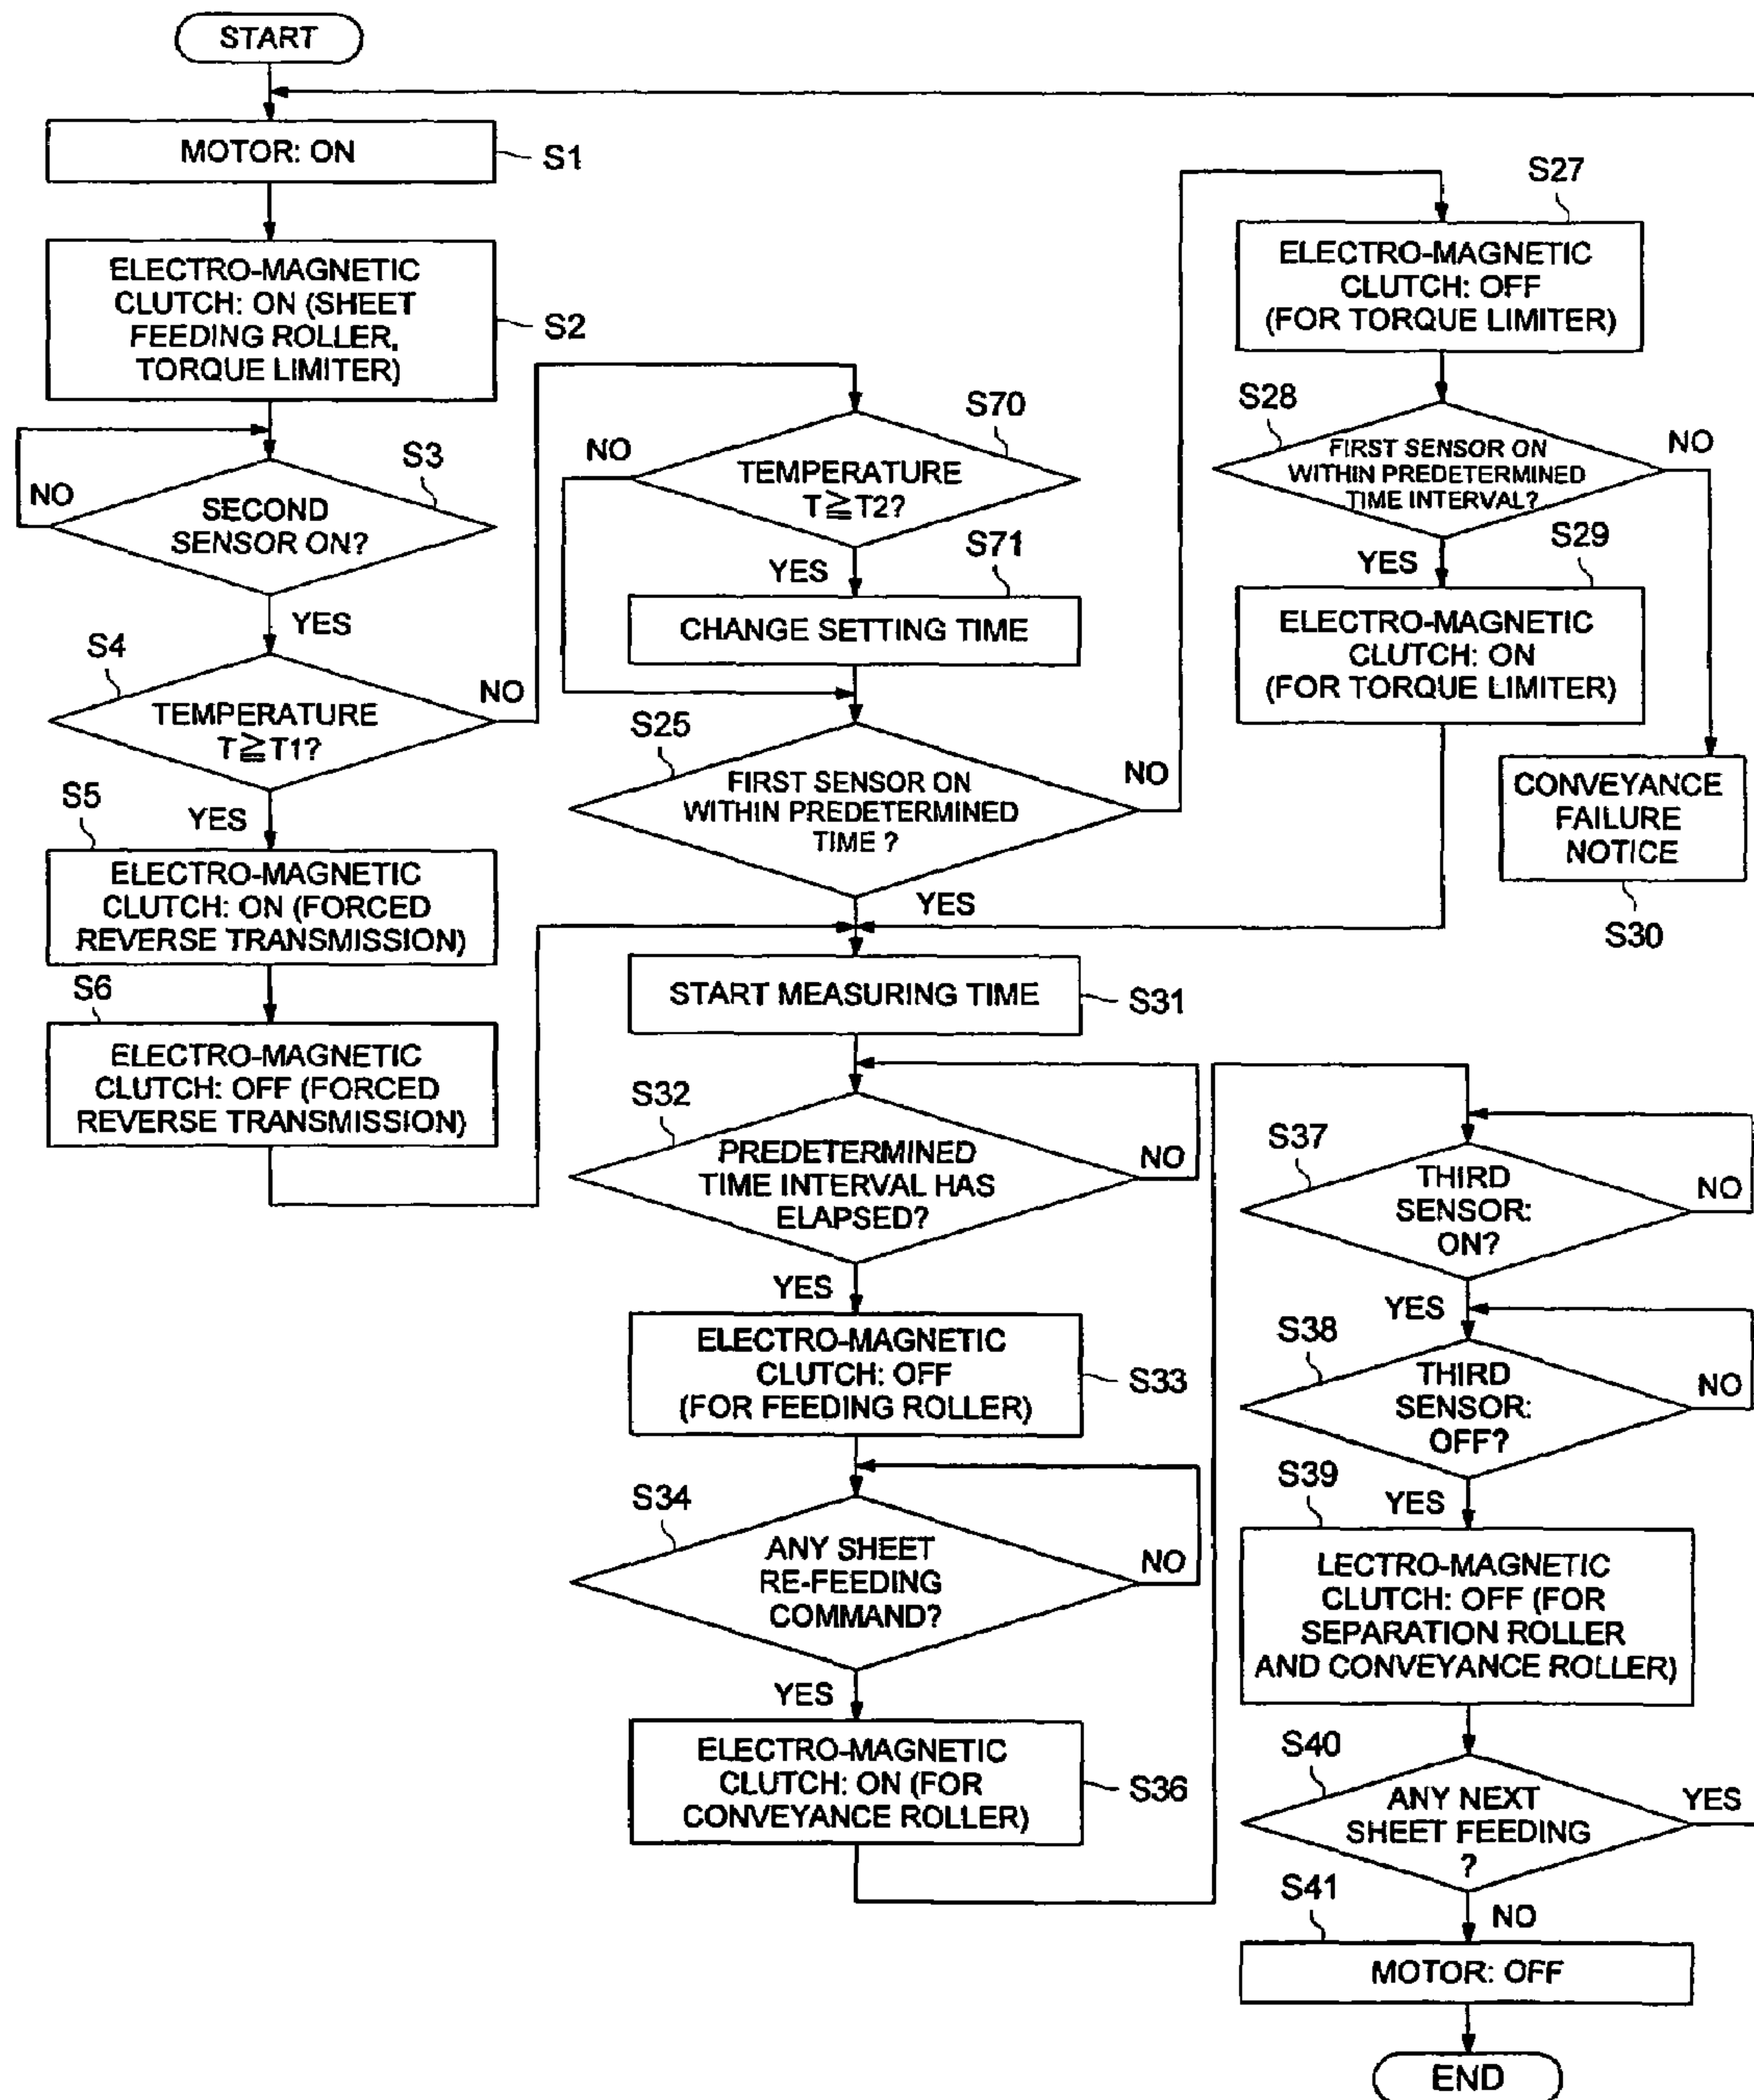 START
MOTOR: ON
S1
ELECTRO-MAGNETIC
CLUTCH: ON (SHEET
FEEDING ROLLER,
TORQUE LIMITER)
S2
S3
NO
SECOND
SENSOR ON?
YES
S4
NO
TEMPERATURE
T≧T1?
S5
YES
ELECTRO-MAGNETIC
CLUTCH: ON (FORCED
REVERSE TRANSMISSION)
S6
ELECTRO-MAGNETIC
CLUTCH: OFF (FORCED
REVERSE TRANSMISSION)
S70
NO
TEMPERATURE
T≧T2?
S71
YES
CHANGE SETTING TIME
S25
NO
FIRST SENSOR ON
WITHIN PREDETERMINED
TIME ?
YES
S27
ELECTRO-MAGNETIC
CLUTCH: OFF
(FOR TORQUE LIMITER)
S28
NO
FIRST SENSOR ON
WITHIN PREDETERMINED
TIME INTERVAL?
S29
YES
ELECTRO-MAGNETIC
CLUTCH: ON
(FOR TORQUE LIMITER)
CONVEYANCE
FAILURE
NOTICE
S30
START MEASURING TIME
S31
S32
PREDETERMINED
TIME INTERVAL HAS
ELAPSED?
NO
YES
ELECTRO-MAGNETIC
CLUTCH: OFF
(FOR FEEDING ROLLER)
S33
S34
ANY SHEET
RE-FEEDING
COMMAND?
NO
YES
ELECTRO-MAGNETIC
CLUTCH: ON (FOR
CONVEYANCE ROLLER)
S36
S37
THIRD
SENSOR:
ON?
NO
YES
S38
THIRD
SENSOR:
OFF?
NO
S39
YES
LECTRO-MAGNETIC
CLUTCH: OFF (FOR
SEPARATION ROLLER
AND CONVEYANCE ROLLER)
S40
ANY NEXT
SHEET FEEDING
?
YES
S41
NO
MOTOR: OFF
END